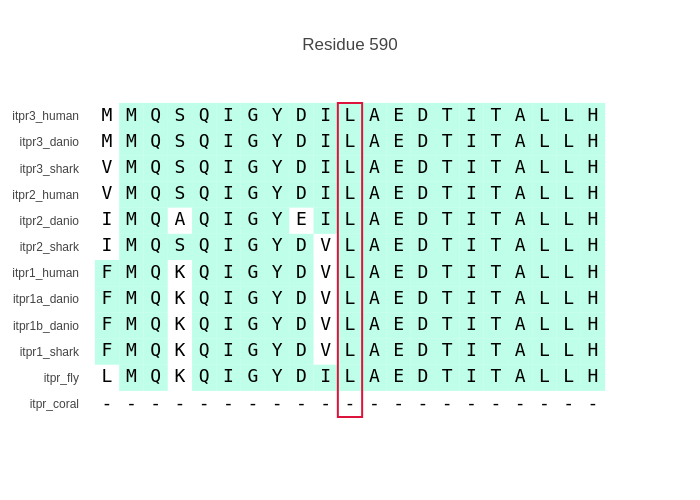 Residue 590
itpr3_human M M Q S Q I G Y D I L A E D T I T A L L H
itpr3_danio M M Q S Q I G Y D I L A E D T I T A L L H
itpr3_shark V M Q S Q I G Y D I L A E D T I T A L L H
itpr2_human V M Q S Q I G Y D I L A E D T I T A L L H
itpr2_danio I M Q A Q I G Y E I L A E D T I T A L L H
itpr2_shark I M Q S Q I G Y D V L A E D T I T A L L H
itpr1_human F M Q K Q I G Y D V L A E D T I T A L L H
itpr1a_danio F M Q K Q I G Y D V L A E D T I T A L L H
itpr1b_danio F M Q K Q I G Y D V L A E D T I T A L L H
itpr1_shark F M Q K Q I G Y D V L A E D T I T A L L H
itpr_fly L M Q K Q I G Y D I L A E D T I T A L L H
itpr_coral - - - - - - - - - - - - - - - - - - - - -